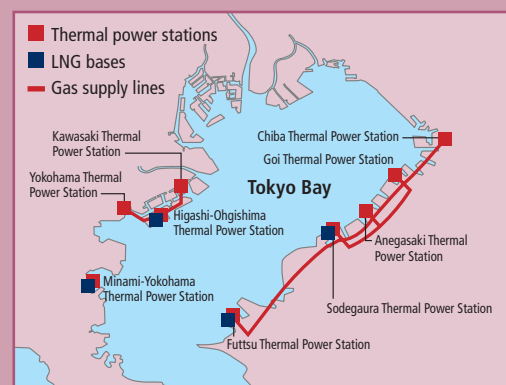 Thermal power stations
LNG bases
Gas supply lines
Kawasaki Thermal
Power Station
Chiba Thermal Power Station
Goi Thermal Power Station
Yokohama Thermal
Power Station
Tokyo Bay
Higashi-Ohgishima
Thermal Power Station
Anegasaki Thermal
Power Station
Minami-Yokohama
Thermal Power Station
Sodegaura Thermal Power Station
Futtsu Thermal Power Station